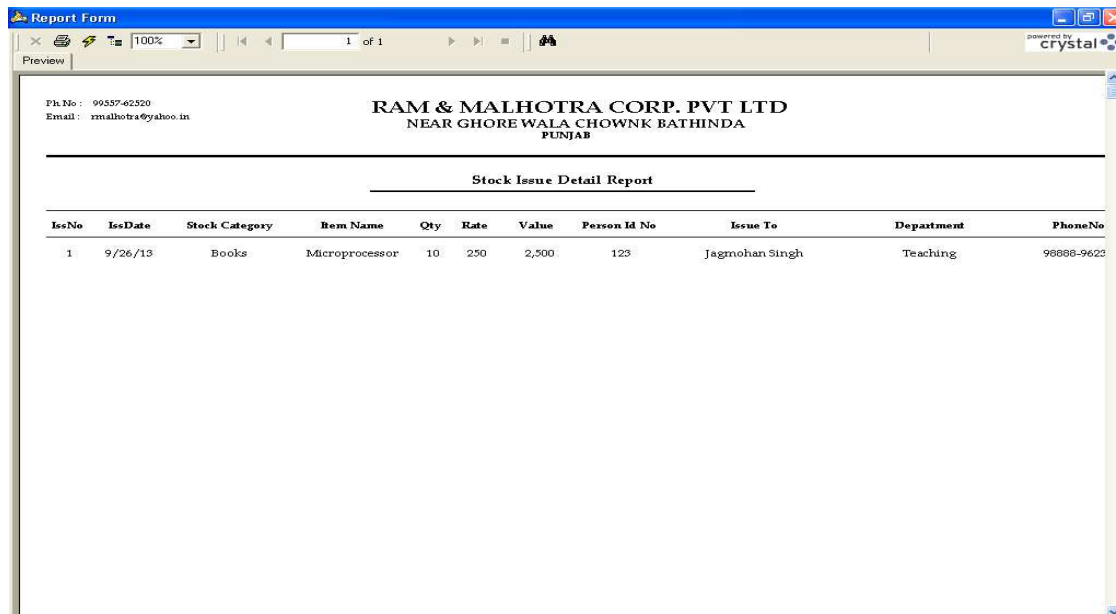 Report Form
100% 1 of 1 powered by crystal
Preview
Ph.No : 99557-62520
Email : rmalhotra@yahoo.in
RAM & MALHOTRA CORP. PVT LTD
NEAR GHORE WALA CHOWNK BATHINDA
PUNJAB
Stock Issue Detail Report
IssNo IssDate Stock Category Item Name Qty Rate Value Person Id No Issue To Department PhoneNo
1 9/26/13 Books Microprocessor 10 250 2,500 123 Jagmohan Singh Teaching 98888-9623